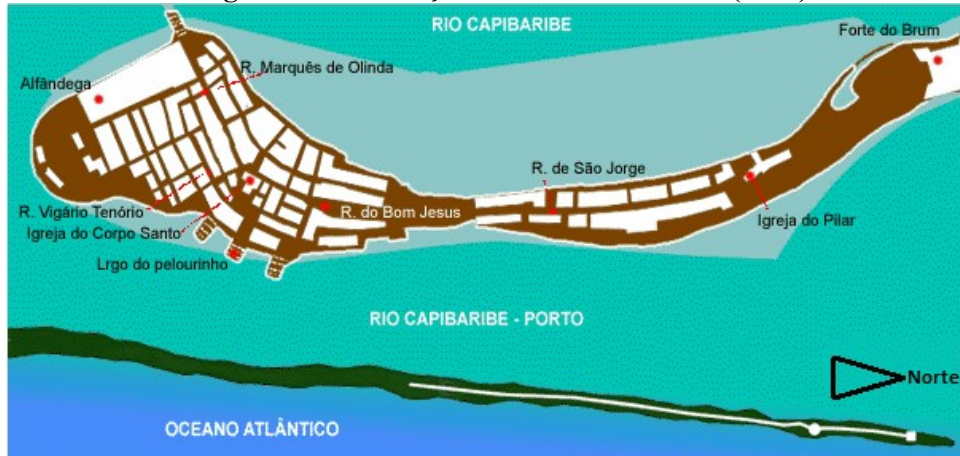 RIO CAPIBARIBE
Forte do Brum
R. Marquês de Olinda
Alfândega
R. de São Jorge
R. Vigário Tenório
R. do Bom Jesus
Igreja do Pilar
Igreja do Corpo Santo
Lrgo do pelourinho
RIO CAPIBARIBE - PORTO
Norte
OCEANO ATLÂNTICO